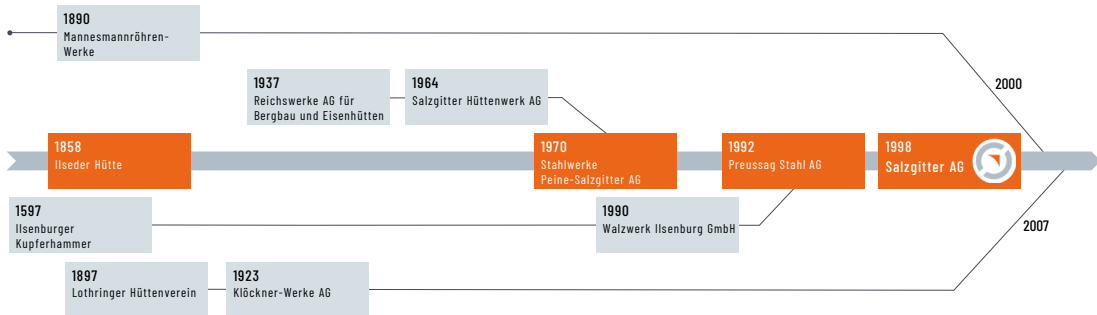 1890
Mannesmannröhren-
Werke
1937
Reichswerke AG für
Bergbau und Eisenhütten
1964
Salzgitter Hüttenwerk AG
2000
1858
Ilseder Hütte
1970
Stahlwerke
Peine-Salzgitter AG
1992
Preussag Stahl AG
1998
Salzgitter AG
1597
Ilsenburger
Kupferhammer
1990
Walzwerk Ilsenburg GmbH
2007
1897
Lothringer Hüttenverein
1923
Klöckner-Werke AG